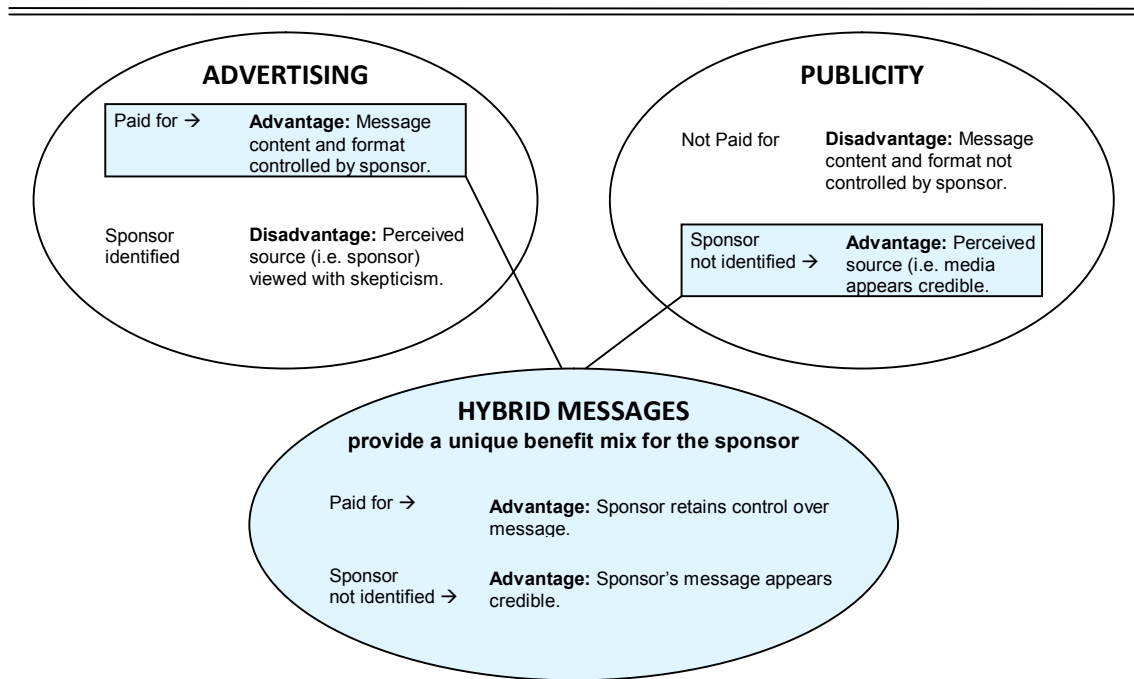 ADVERTISING
Paid for →
Advantage: Message
content and format
controlled by sponsor.
Sponsor
identified
Disadvantage: Perceived
source (i.e. sponsor)
viewed with skepticism.
PUBLICITY
Not Paid for
Disadvantage: Message
content and format not
controlled by sponsor.
Sponsor
not identified →
Advantage: Perceived
source (i.e. media
appears credible.
HYBRID MESSAGES
provide a unique benefit mix for the sponsor
Paid for →
Advantage: Sponsor retains control over
message.
Sponsor
not identified →
Advantage: Sponsor's message appears
credible.